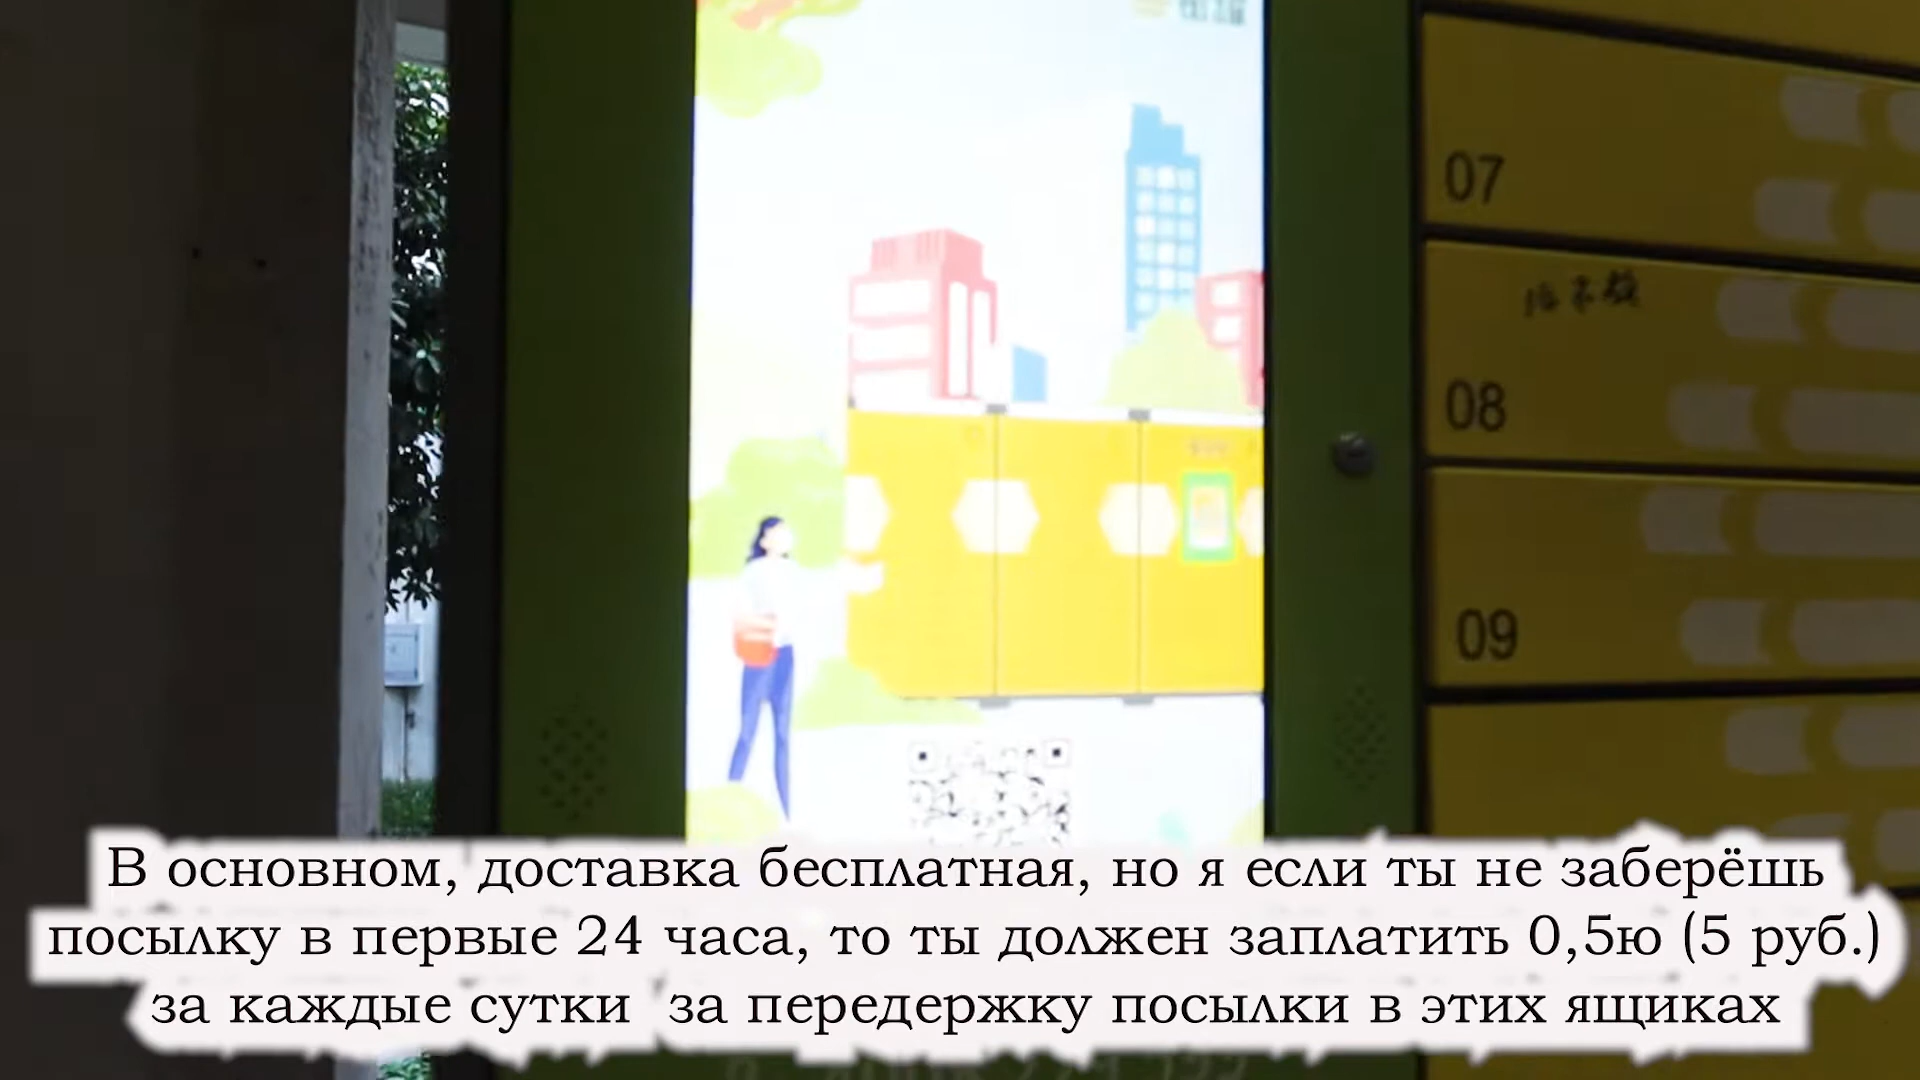 07
08
09
В основном, доставка бесплатная, но я если ты не заберёшь
посылку в первые 24 часа, то ты должен заплатить 0,5ю (5 руб.)
за каждые сутки за передержку посылки в этих ящиках